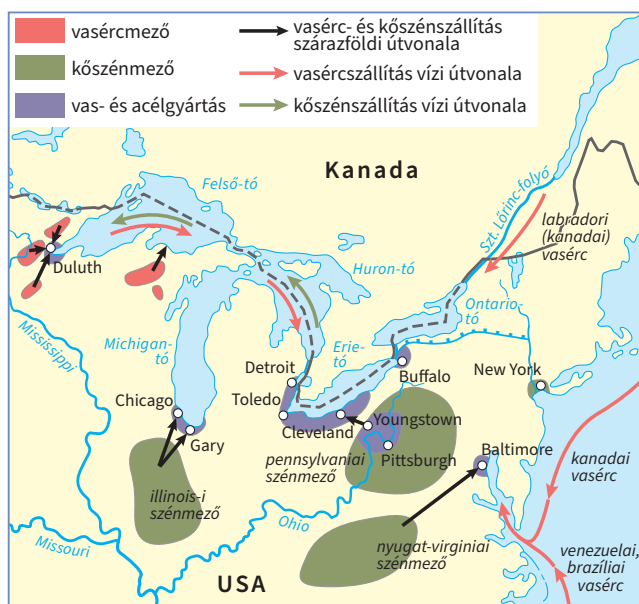 vasércmező
kőszénmező
vas- és acélgyártás
vasérc- és kőszénszállítás
szárazföldi útvonala
vasércszállítás vízi útvonala
kőszénszállítás vízi útvonala
Kanada
Felső-tó
Szt. Lőrinc-folyó
labradori
(kanadai)
vasérc
Duluth
Huron-tó
Ontario-
tó
Mississippi
Michigan-
tó
Erie-
tó
Detroit
Buffalo
New York
Toledo
Chicago
Cleveland
Youngstown
Gary
pennsylvaniai
szénmező
Pittsburgh
Baltimore
kanadai
vasérc
illinois-i
szénmező
Ohio
nyugat-virginiai
szénmező
Missouri
USA
venezuelai,
brazíliai
vasérc